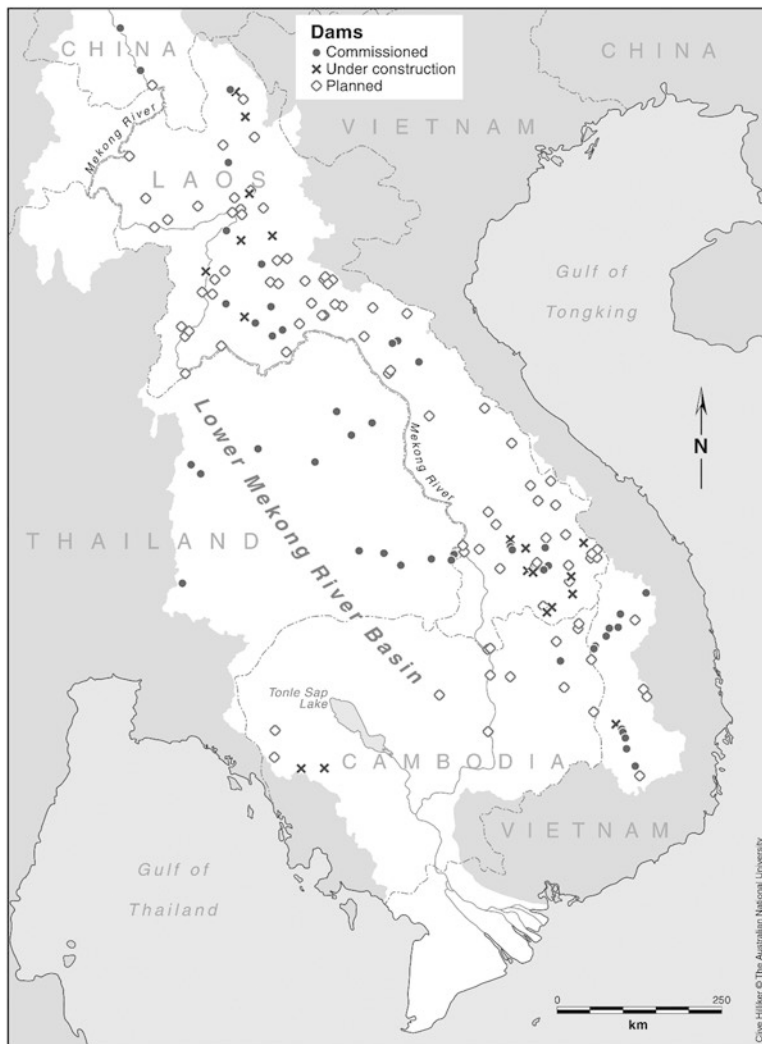 Dams
Commissioned
Under construction
Planned
CHINA
CHINA
VIETNAM
Mekong River
LAOS
Gulf of
Tongking
N
Lower Mekong River Basin
Mekong River
THAILAND
Tonle Sap
Lake
CAMBODIA
VIETNAM
Gulf of
Thailand
0 250
km
Clive Hilliker © The Australian National University